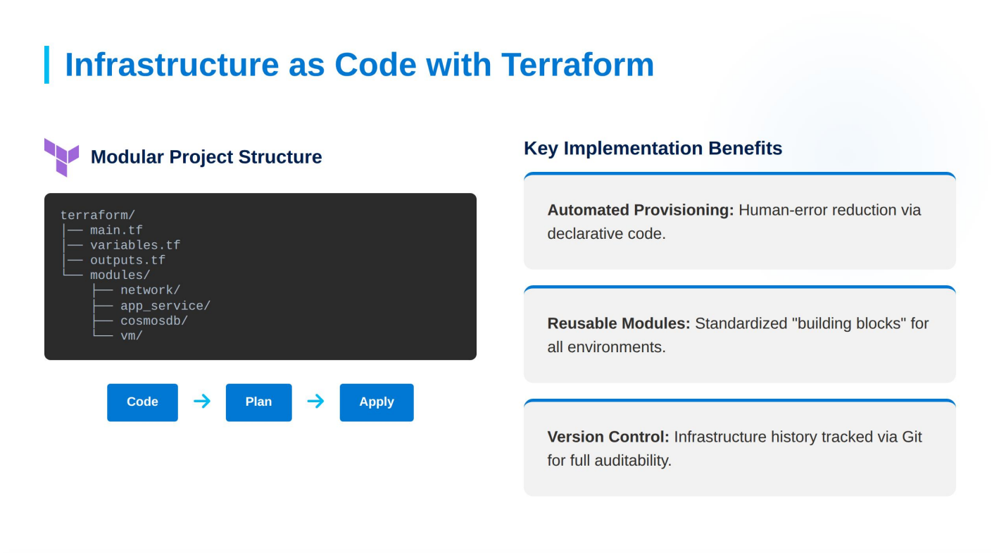 Infrastructure as Code with Terraform
Modular Project Structure
terraform/
├── main.tf
├── variables.tf
├── outputs.tf
└── modules/
    ├── network/
    ├── app_service/
    ├── cosmosdb/
    └── vm/
Code → Plan → Apply
Key Implementation Benefits
Automated Provisioning: Human-error reduction via
declarative code.
Reusable Modules: Standardized "building blocks" for
all environments.
Version Control: Infrastructure history tracked via Git
for full auditability.